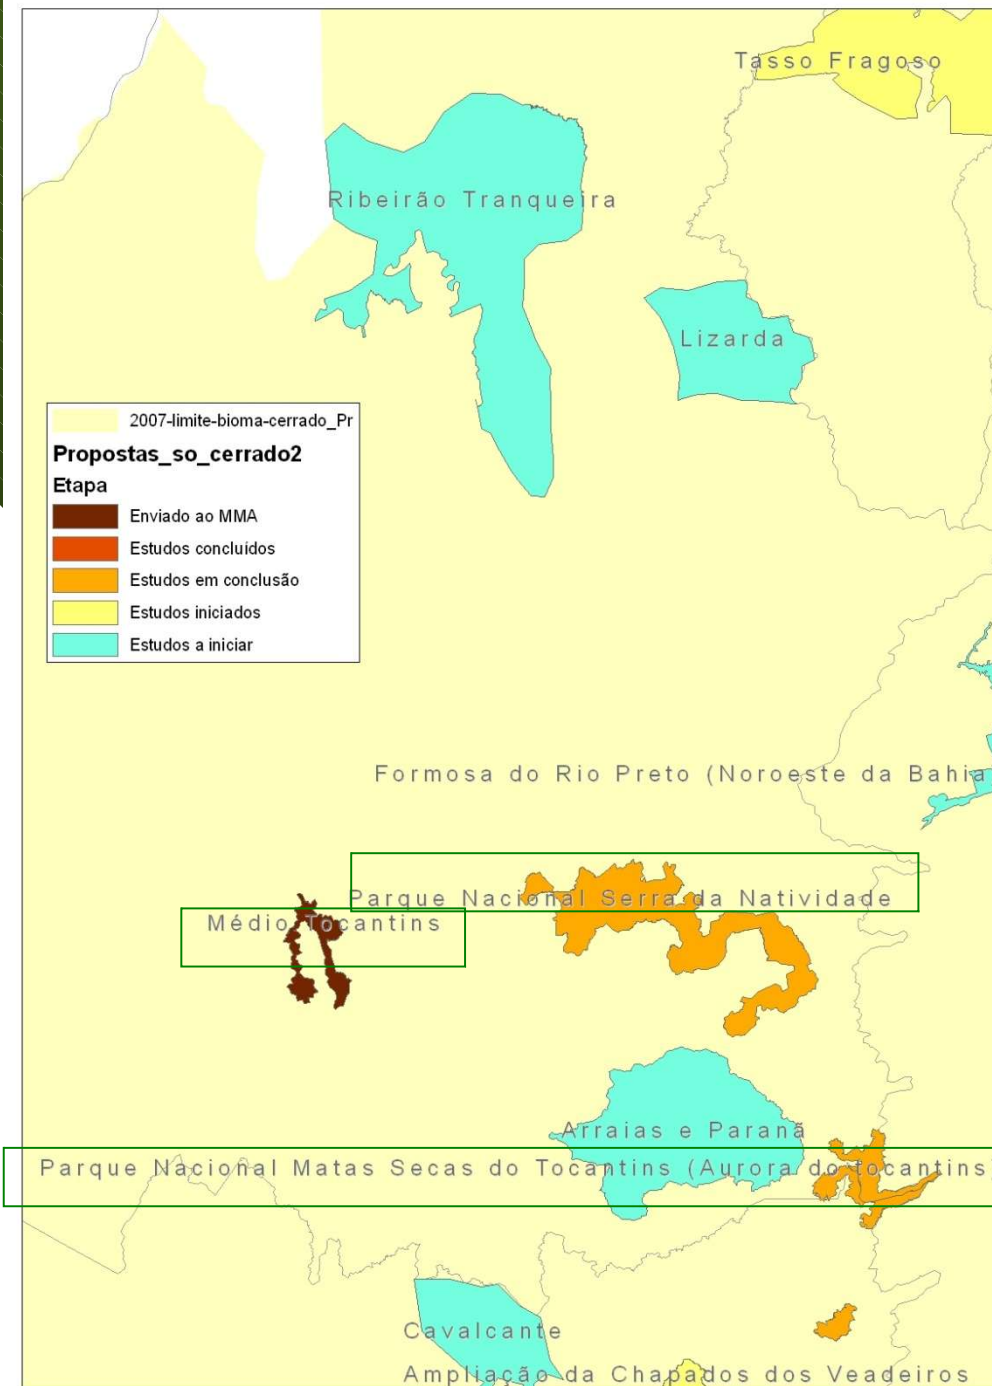 Tasso Fragoso
Ribeirão Tranqueira
Lizarda
2007-limite-bioma-cerrado_Pr
Propostas_so_cerrado2
Etapa
Enviado ao MMA
Estudos concluídos
Estudos em conclusão
Estudos iniciados
Estudos a iniciar
Formosa do Rio Preto (Noroeste da Bahia
Parque Nacional Serra da Natividade
Médio Tocantins
Arraias e Paranã
Parque Nacional Matas Secas do Tocantins (Aurora do tocantins)
Cavalcante
Ampliação da Chapados dos Veadeiros